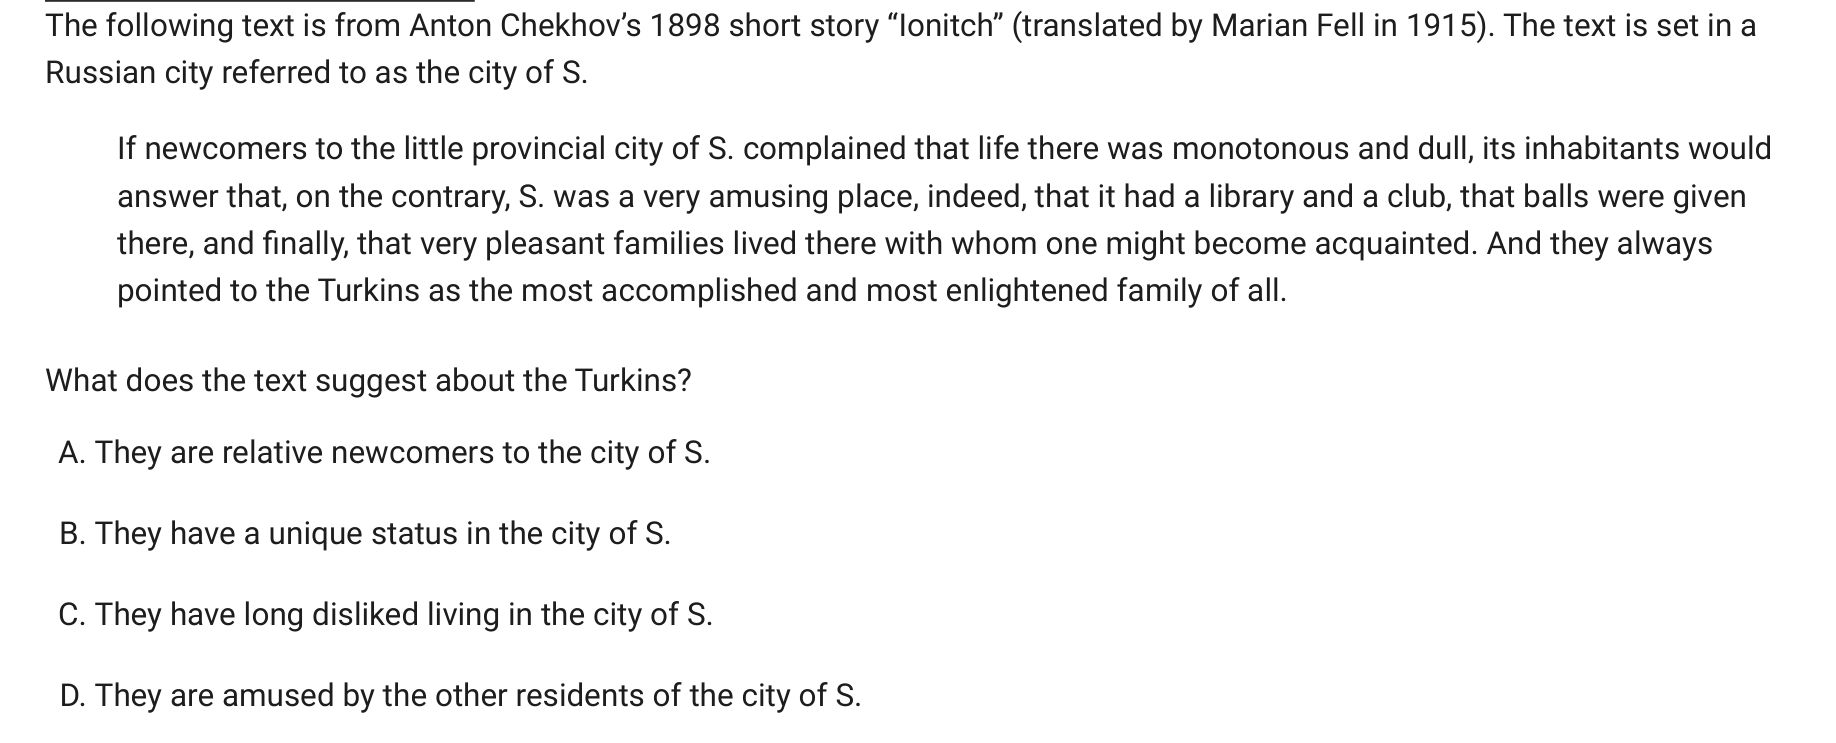 The following text is from Anton Chekhov’s 1898 short story “Ionitch” (translated by Marian Fell in 1915). The text is set in a
Russian city referred to as the city of S.
If newcomers to the little provincial city of S. complained that life there was monotonous and dull, its inhabitants would
answer that, on the contrary, S. was a very amusing place, indeed, that it had a library and a club, that balls were given
there, and finally, that very pleasant families lived there with whom one might become acquainted. And they always
pointed to the Turkins as the most accomplished and most enlightened family of all.
What does the text suggest about the Turkins?
A. They are relative newcomers to the city of S.
B. They have a unique status in the city of S.
C. They have long disliked living in the city of S.
D. They are amused by the other residents of the city of S.